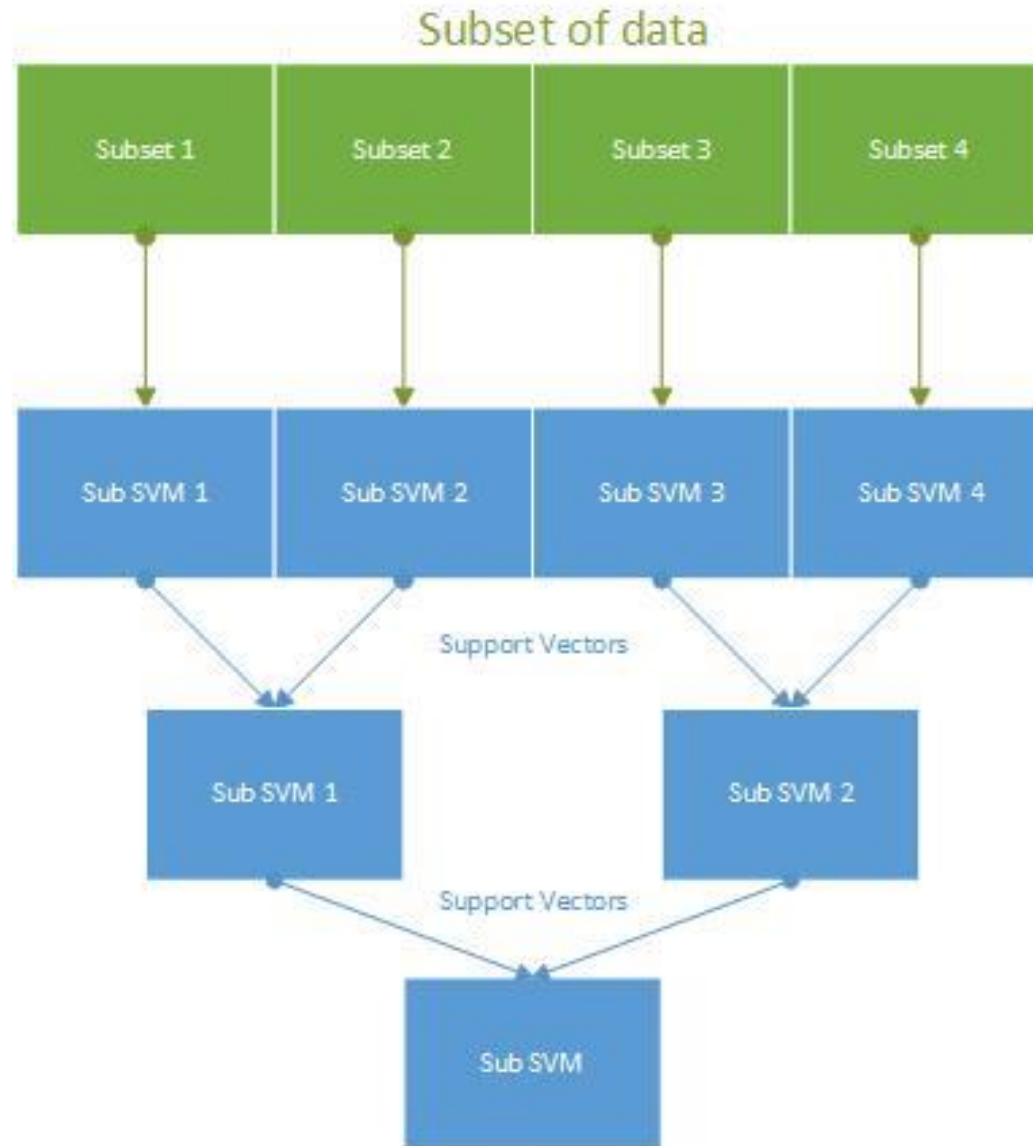 Subset of data
Subset 1
Subset 2
Subset 3
Subset 4
Sub SVM 1
Sub SVM 2
Sub SVM 3
Sub SVM 4
Support Vectors
Sub SVM 1
Sub SVM 2
Support Vectors
Sub SVM